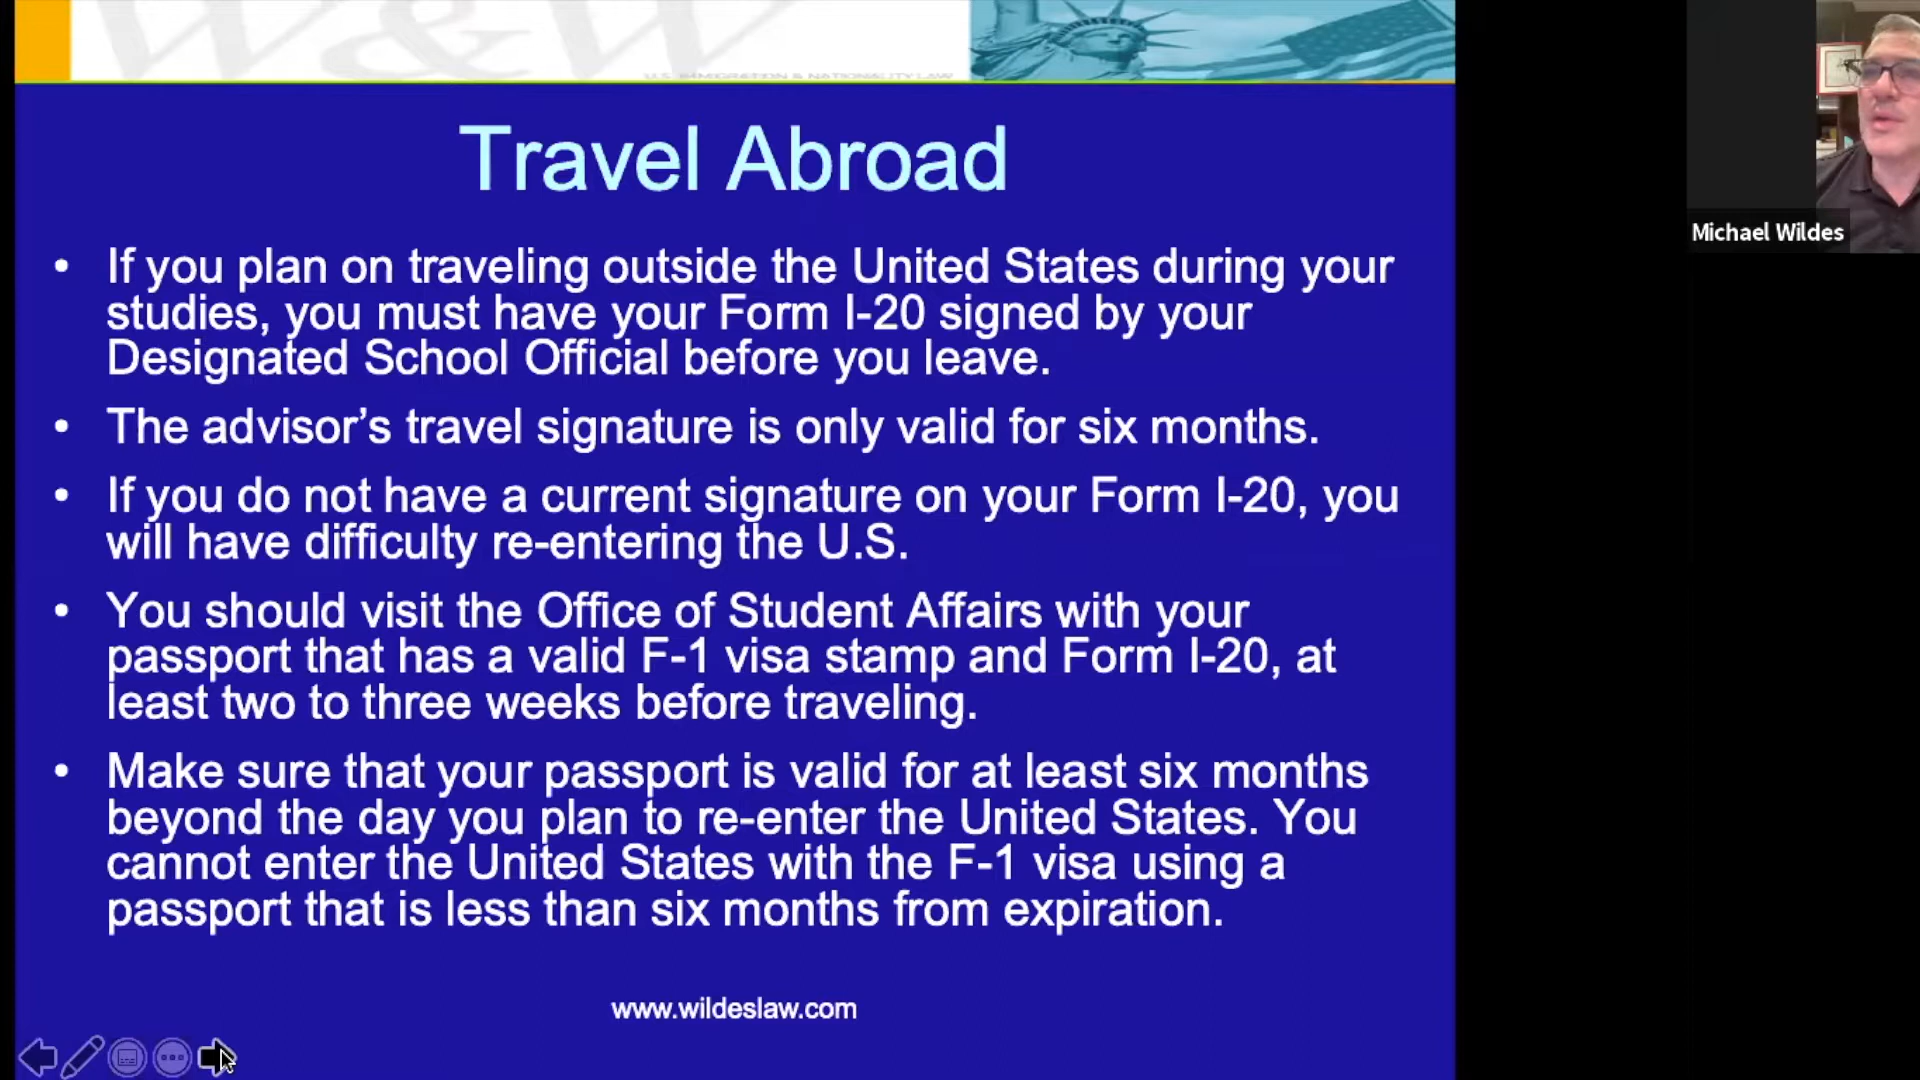 W&W
U.S. IMMIGRATION & NATIONALITY LAW
Travel Abroad
• If you plan on traveling outside the United States during your
studies, you must have your Form I-20 signed by your
Designated School Official before you leave.
• The advisor’s travel signature is only valid for six months.
• If you do not have a current signature on your Form I-20, you
will have difficulty re-entering the U.S.
• You should visit the Office of Student Affairs with your
passport that has a valid F-1 visa stamp and Form I-20, at
least two to three weeks before traveling.
• Make sure that your passport is valid for at least six months
beyond the day you plan to re-enter the United States. You
cannot enter the United States with the F-1 visa using a
passport that is less than six months from expiration.
www.wildeslaw.com
Michael Wildes